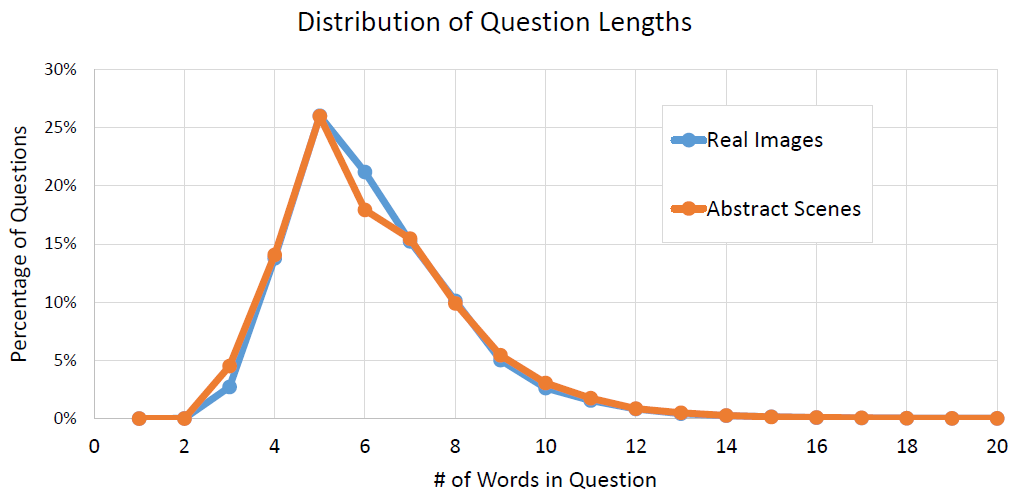 Distribution of Question Lengths
30%
25%
20%
15%
10%
5%
0%
Percentage of Questions
Real Images
Abstract Scenes
0 2 4 6 8 10 12 14 16 18 20
# of Words in Question